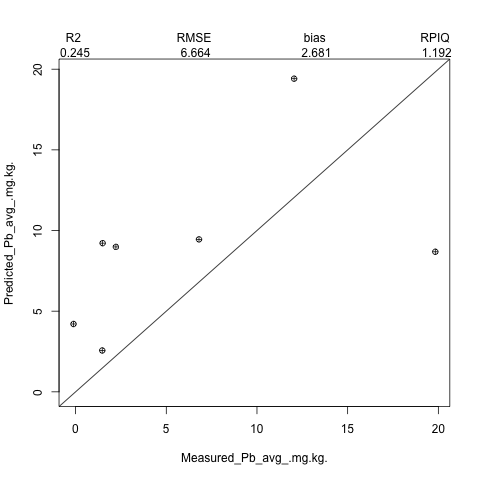 R2 RMSE bias RPIQ
0.245 6.664 2.681 1.192
20
15
10
5
0
Predicted_Pb_avg_.mg.kg.
0 5 10 15 20
Measured_Pb_avg_.mg.kg.